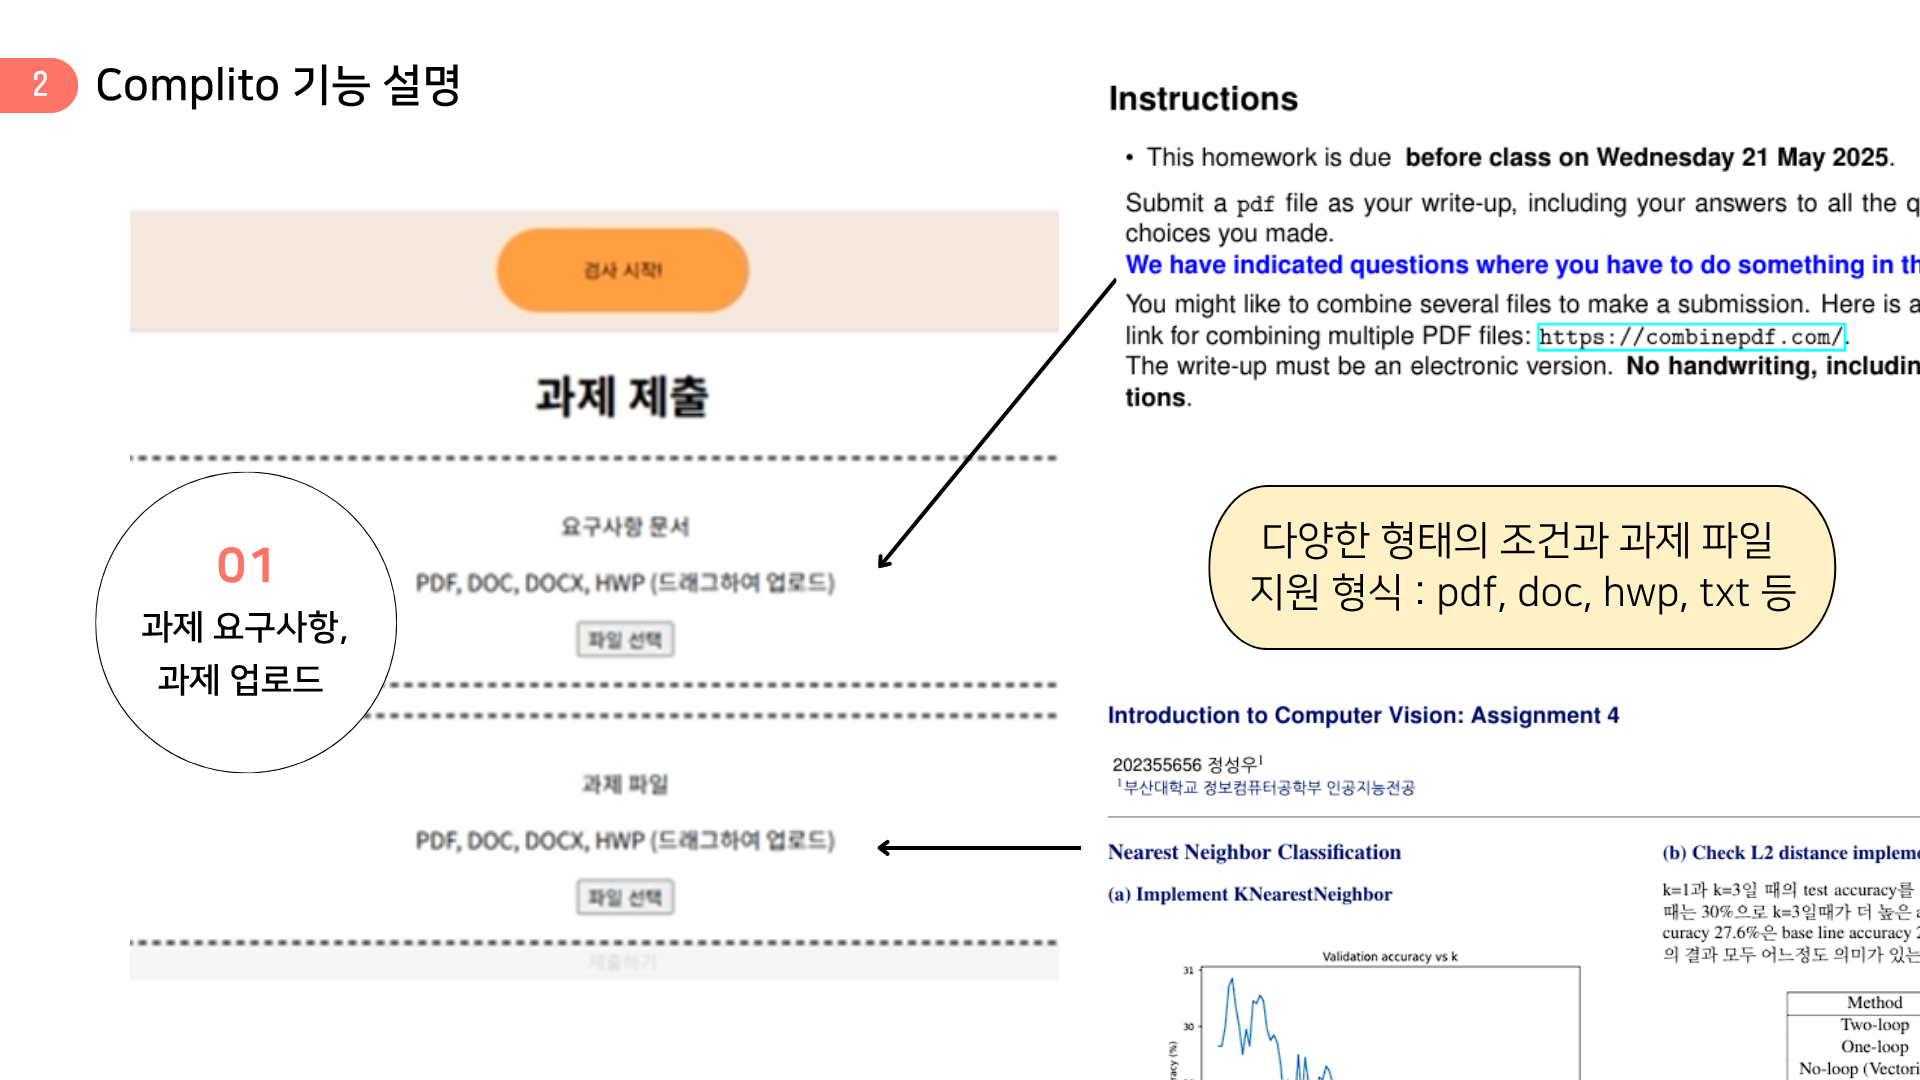 2
Complito 기능 설명
검사 시작!
과제 제출
요구사항 문서
PDF, DOC, DOCX, HWP (드래그하여 업로드)
파일 선택
01
과제 요구사항,
과제 업로드
과제 파일
PDF, DOC, DOCX, HWP (드래그하여 업로드)
파일 선택
제출하기
Instructions
• This homework is due before class on Wednesday 21 May 2025.
Submit a pdf file as your write-up, including your answers to all the q
choices you made.
We have indicated questions where you have to do something in th
You might like to combine several files to make a submission. Here is a
link for combining multiple PDF files: https://combinepdf.com/.
The write-up must be an electronic version. No handwriting, includin
tions.
다양한 형태의 조건과 과제 파일
지원 형식 : pdf, doc, hwp, txt 등
Introduction to Computer Vision: Assignment 4
202355656 정성우1
1부산대학교 정보컴퓨터공학부 인공지능전공
Nearest Neighbor Classification
(a) Implement KNearestNeighbor
Validation accuracy vs k
31
30
(b) Check L2 distance impleme
k=1과 k=3일 때의 test accuracy를
때는 30%으로 k=3일때가 더 높은 a
curacy 27.6%은 base line accuracy 2
의 결과 모두 어느정도 의미가 있는
Method
Two-loop
One-loop
No-loop (Vectori